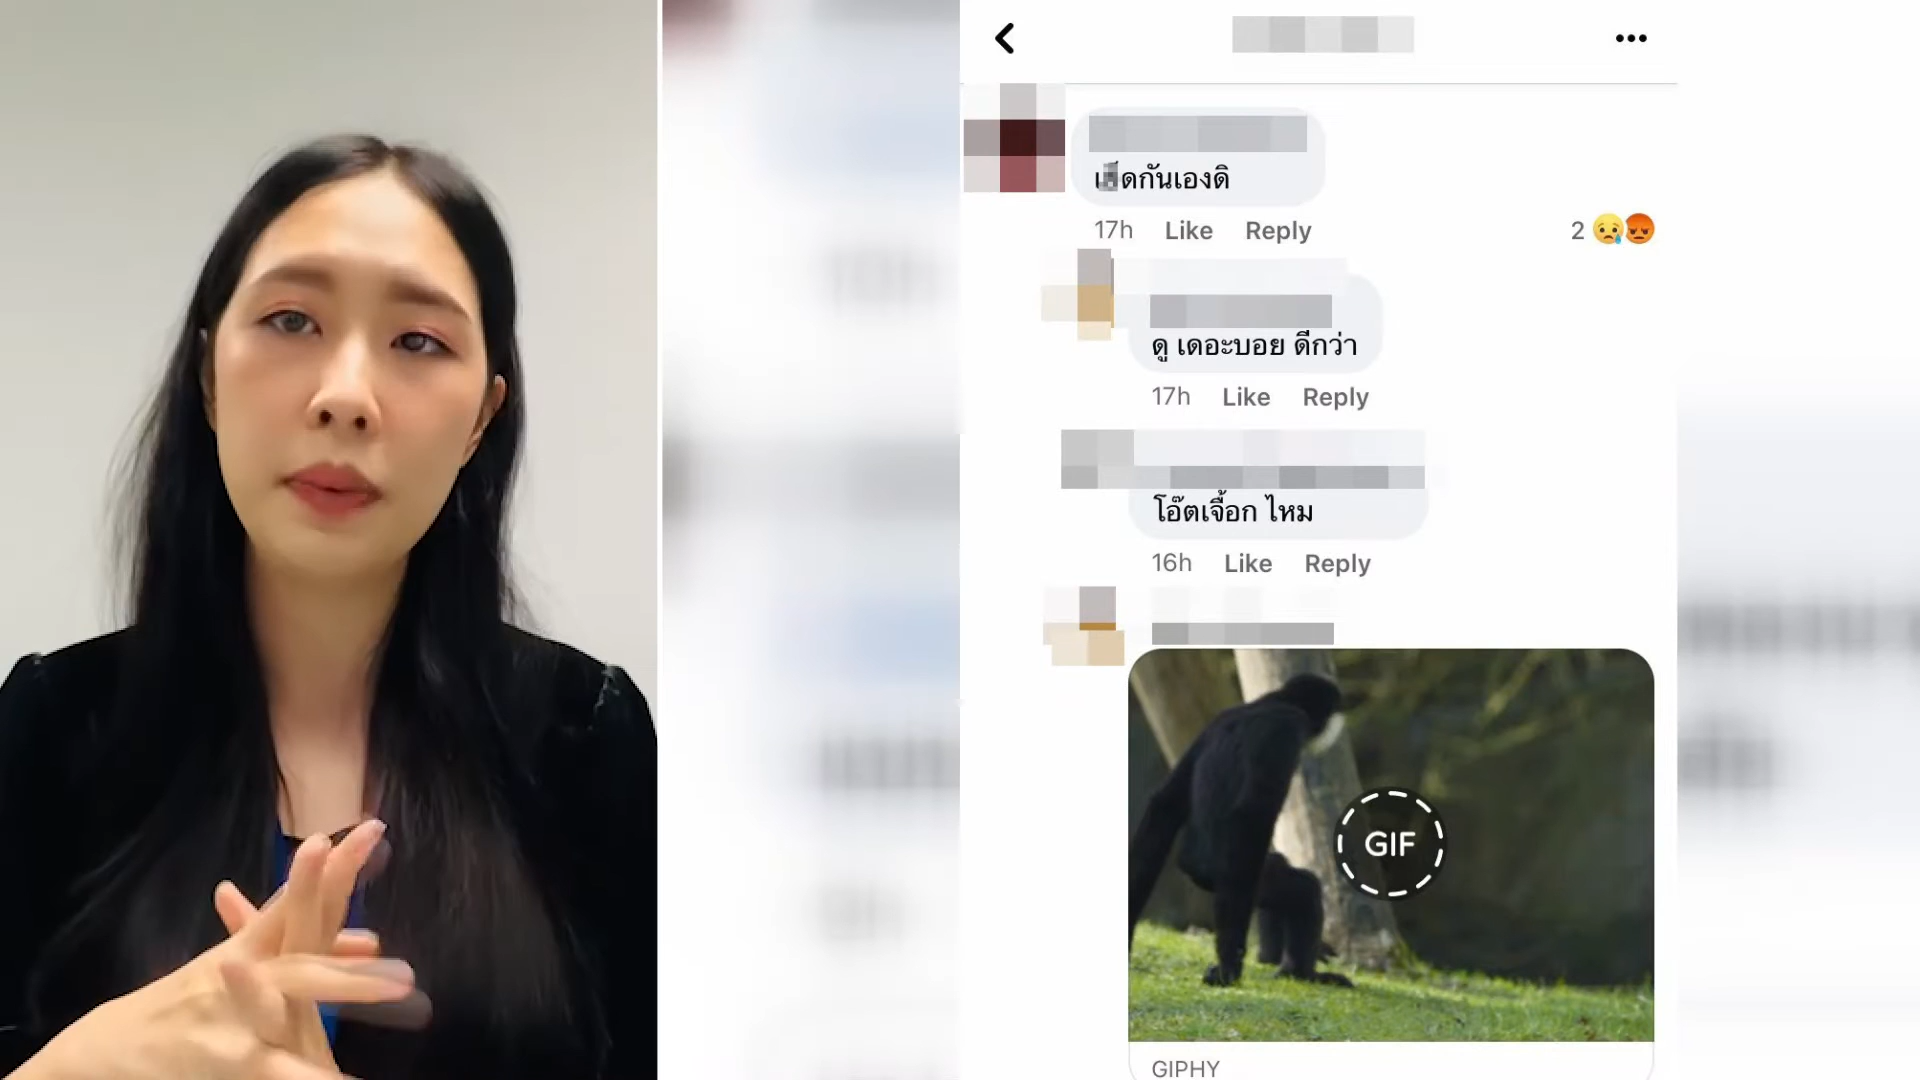 ดกันเองดิ
17h Like Reply
2
ดู เดอะบอย ดีกว่า
17h Like Reply
โอ๊ตเจื้อก ไหม
16h Like Reply
GIF
GIPHY